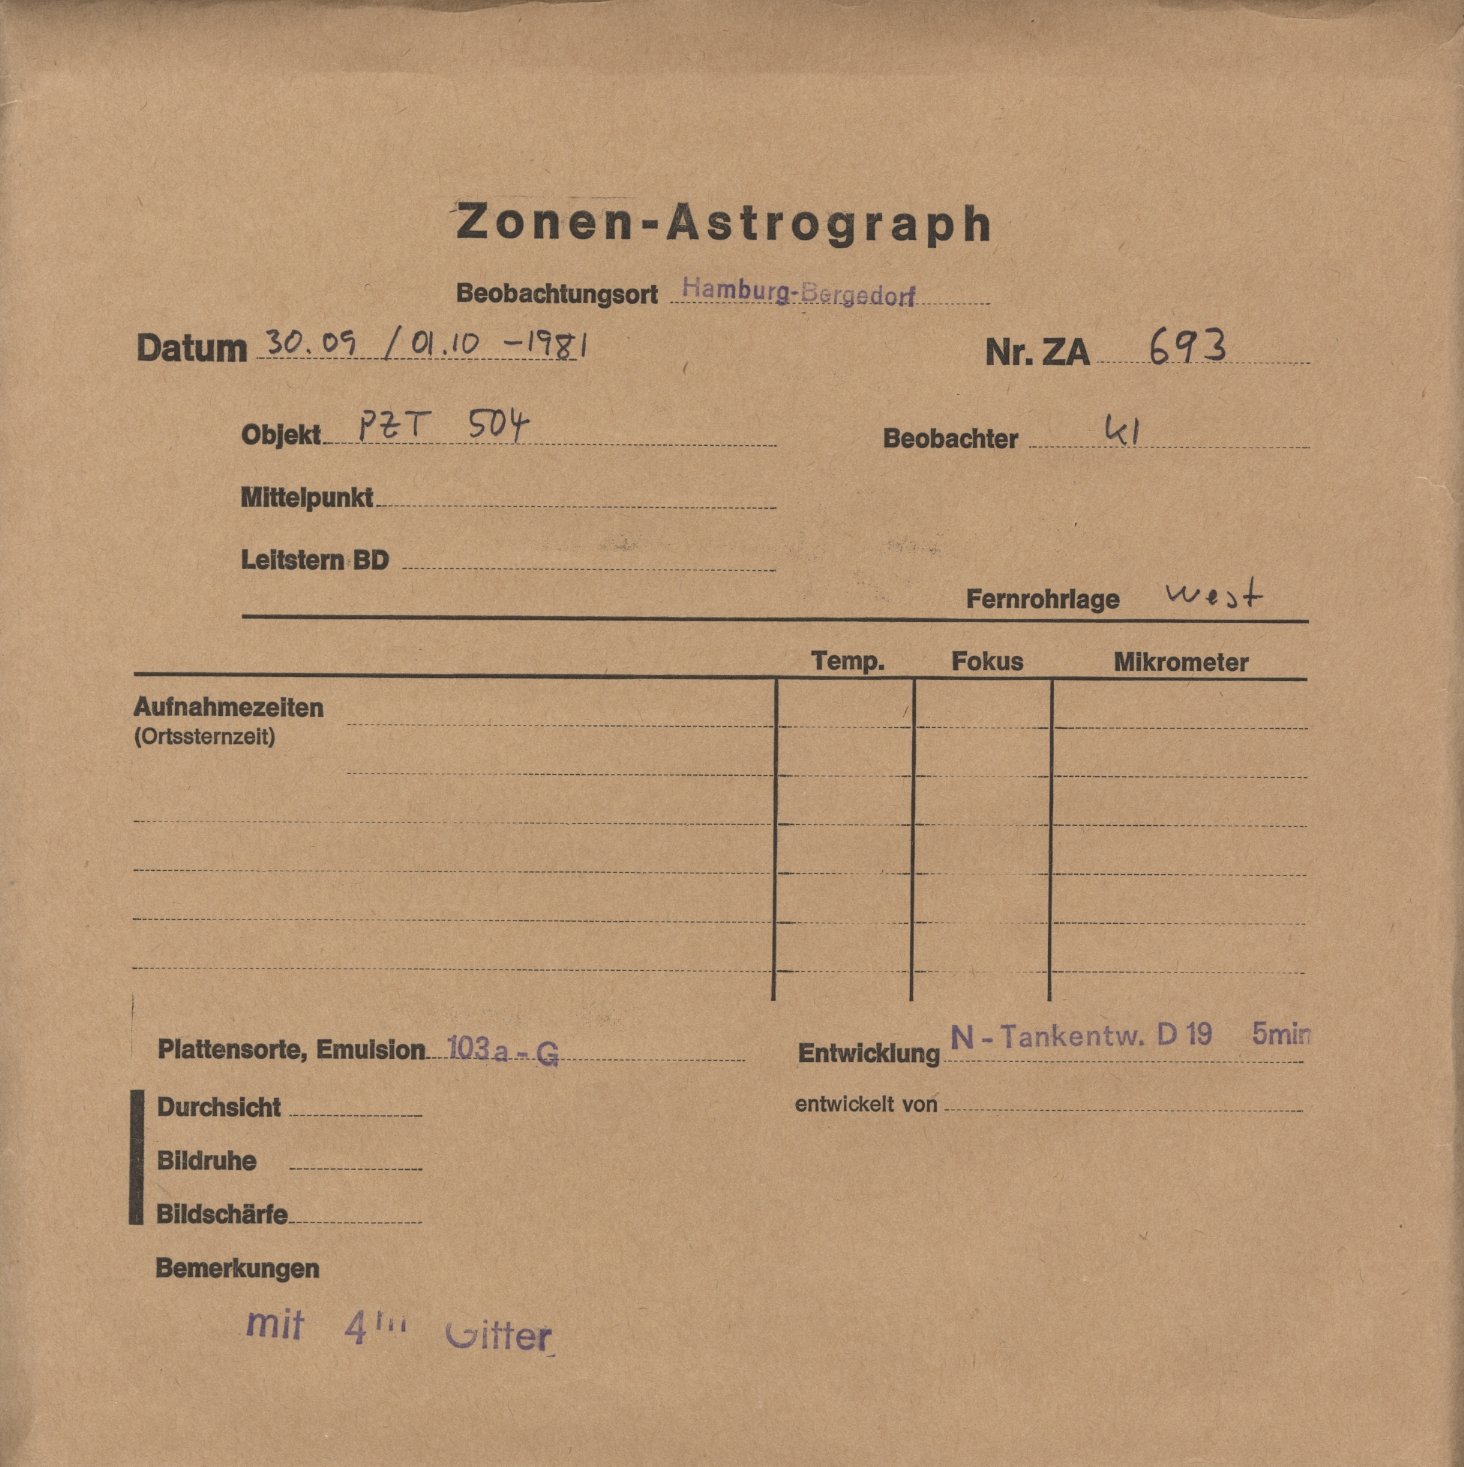 Zonen-Astrograph
Beobachtungsort Hamburg-Bergedorf
Datum 30.09 / 01.10 -1981 Nr. ZA 693
Objekt PZT 504 Beobachter Kl
Mittelpunkt
Leitstern BD
Fernrohrlage west
Temp. Fokus Mikrometer
Aufnahmezeiten
(Ortssternzeit)
Plattensorte, Emulsion 103a-G Entwicklung N-Tankentw. D 19 5min
Durchsicht entwickelt von
Bildruhe
Bildschärfe
Bemerkungen
mit 4m Gitter